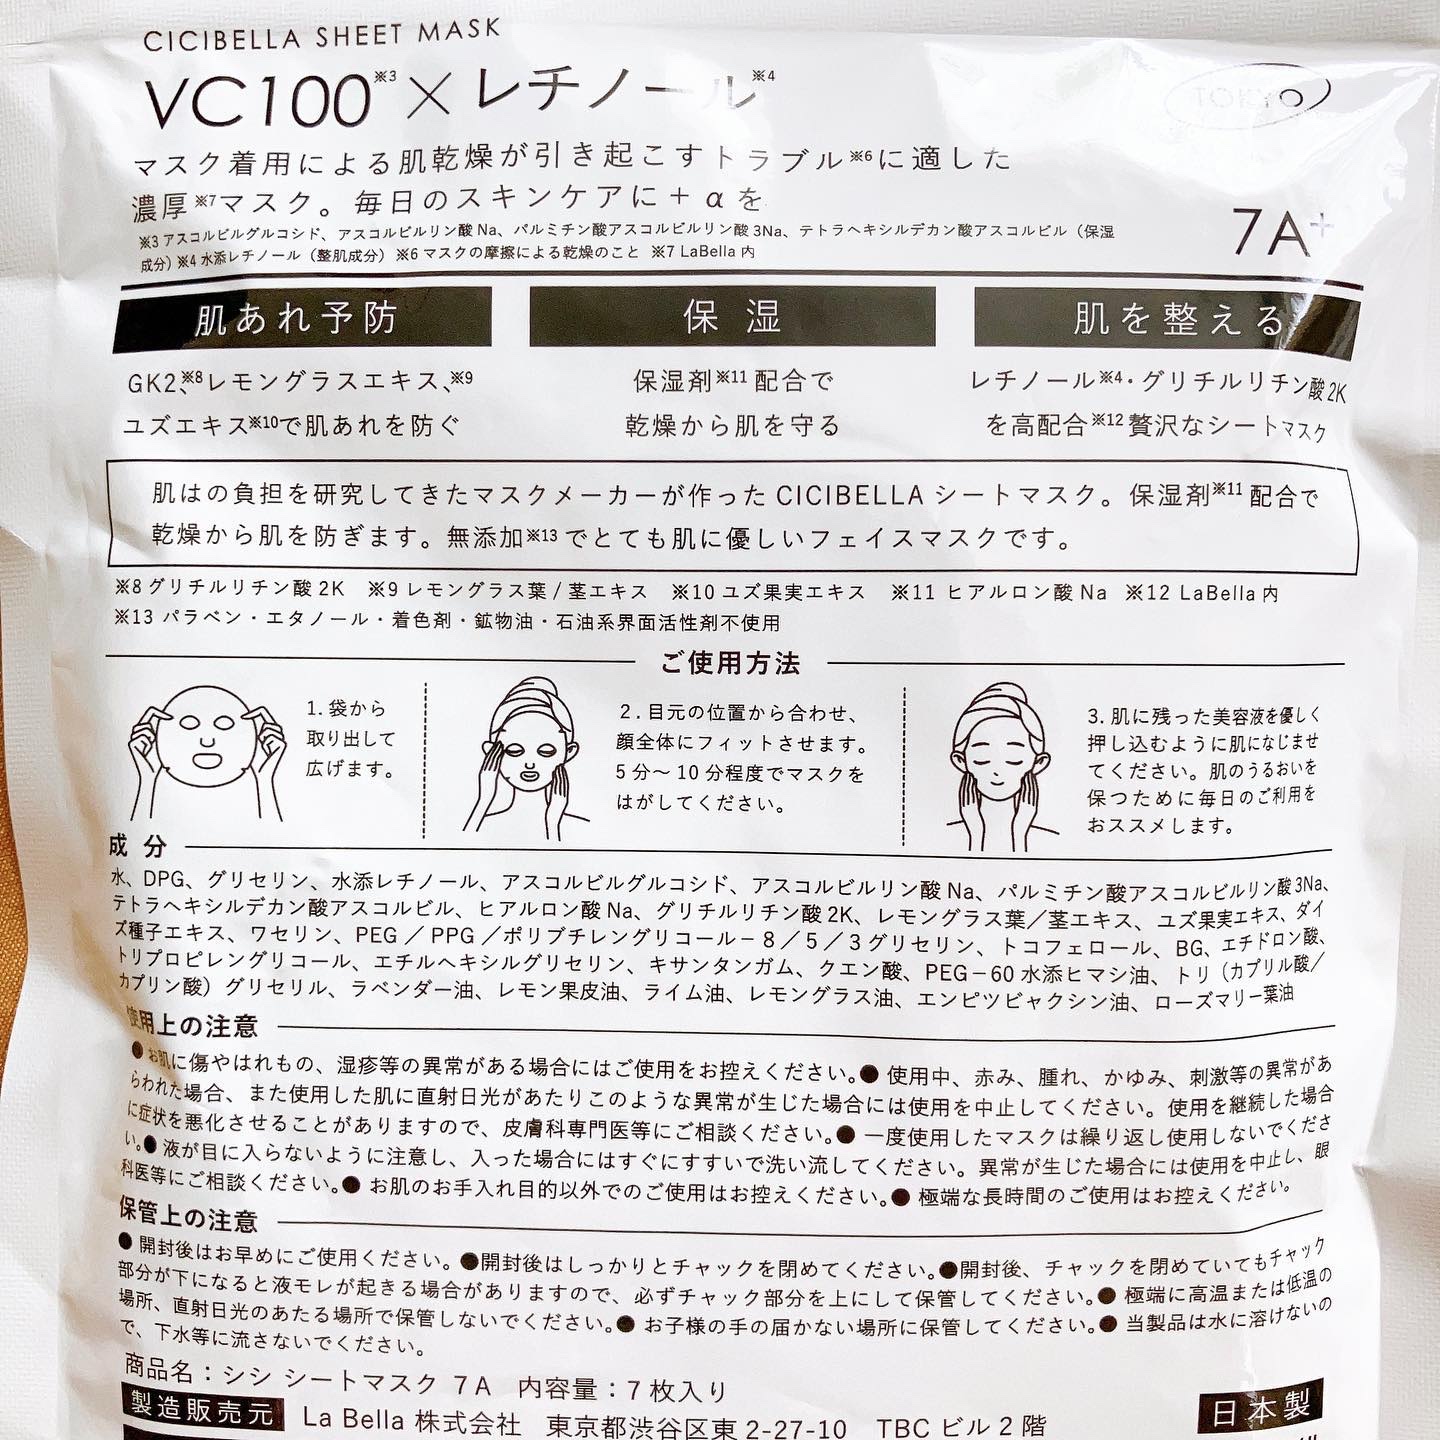 CICIBELLA SHEET MASK
VC100※3×レチノール※4
TOKYO
マスク着用による肌乾燥が引き起こすトラブル※6に適した
濃厚※7マスク。毎日のスキンケアに+αを
7A+
※3 アスコルビルグルコシド、アスコルビルリン酸Na、パルミチン酸アスコルビルリン酸3Na、テトラヘキシルデカン酸アスコルビル（保湿
成分）※4 水添レチノール（整肌成分）※6 マスクの摩擦による乾燥のこと ※7 LaBella内
肌あれ予防
GK2、※8レモングラスエキス、※9
ユズエキス※10で肌あれを防ぐ
保 湿
保湿剤※11 配合で
乾燥から肌を守る
肌を整える
レチノール※4・グリチルリチン酸2K
を高配合※12 贅沢なシートマスク
肌はの負担を研究してきたマスクメーカーが作ったCICIBELLA シートマスク。保湿剤※11 配合で
乾燥から肌を防ぎます。無添加※13 でとても肌に優しいフェイスマスクです。
※8 グリチルリチン酸2K ※9 レモングラス葉/茎エキス ※10 ユズ果実エキス ※11 ヒアルロン酸Na ※12 LaBella内
※13 パラベン・エタノール・着色剤・鉱物油・石油系界面活性剤不使用
ご使用方法
1. 袋から
取り出して
広げます。
2. 目元の位置から合わせ、
顔全体にフィットさせます。
5分〜10分程度でマスクを
はがしてください。
3. 肌に残った美容液を優しく
押し込むように肌になじませ
てください。肌のうるおいを
保つために毎日のご利用を
おススメします。
成 分
水、DPG、グリセリン、水添レチノール、アスコルビルグルコシド、アスコルビルリン酸Na、パルミチン酸アスコルビルリン酸3Na、
テトラヘキシルデカン酸アスコルビル、ヒアルロン酸Na、グリチルリチン酸2K、レモングラス葉／茎エキス、ユズ果実エキス、ダイ
ズ種子エキス、ワセリン、PEG／PPG／ポリブチレングリコール－8／5／3グリセリン、トコフェロール、BG、エチドロン酸、
トリプロピレングリコール、エチルヘキシルグリセリン、キサンタンガム、クエン酸、PEG－60水添ヒマシ油、トリ（カプリル酸／
カプリン酸）グリセリル、ラベンダー油、レモン果皮油、ライム油、レモングラス油、エンピツビャクシン油、ローズマリー葉油
使用上の注意
●お肌に傷やはれもの、湿疹等の異常がある場合にはご使用をお控えください。●使用中、赤み、腫れ、かゆみ、刺激等の異常があ
らわれた場合、また使用した肌に直射日光があたりこのような異常が生じた場合には使用を中止してください。使用を継続した場合
に症状を悪化させることがありますので、皮膚科専門医等にご相談ください。●一度使用したマスクは繰り返し使用しないでくださ
い。●液が目に入らないように注意し、入った場合にはすぐにすすいで洗い流してください。異常が生じた場合には使用を中止し、眼
科医等にご相談ください。●お肌のお手入れ目的以外でのご使用はお控えください。●極端な長時間のご使用はお控えください。
保管上の注意
●開封後はお早めにご使用ください。●開封後はしっかりとチャックを閉めてください。●開封後、チャックを閉めていてもチャック
部分が下になると液モレが起きる場合がありますので、必ずチャック部分を上にして保管してください。●極端に高温または低温の
場所、直射日光のあたる場所で保管しないでください。●お子様の手の届かない場所に保管してください。●当製品は水に溶けないの
で、下水等に流さないでください。
商品名：シシ シートマスク 7A 内容量：7枚入り
製造販売元 La Bella 株式会社 東京都渋谷区東2-27-10 TBCビル2階
日本製